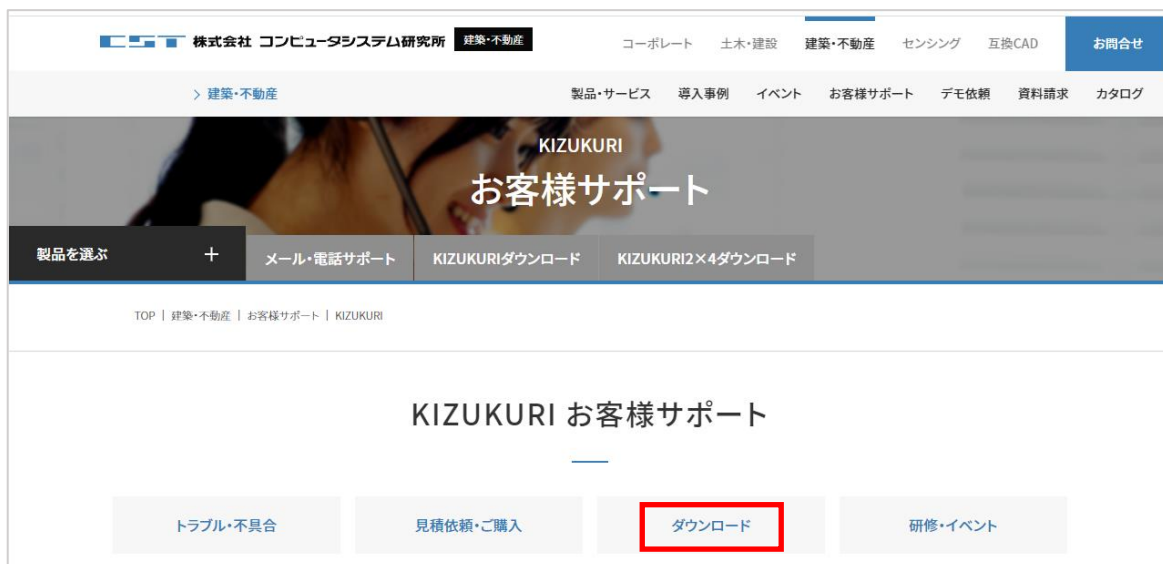 CST 株式会社 コンピュータシステム研究所 建築・不動産 コーポレート 土木・建設 建築・不動産 センシング 互換CAD お問合せ
> 建築・不動産 製品・サービス 導入事例 イベント お客様サポート デモ依頼 資料請求 カタログ
KIZUKURI
お客様サポート
製品を選ぶ + メール・電話サポート KIZUKURIダウンロード KIZUKURI2×4ダウンロード
TOP | 建築・不動産 | お客様サポート | KIZUKURI
KIZUKURI お客様サポート
トラブル・不具合 見積依頼・ご購入 ダウンロード 研修・イベント